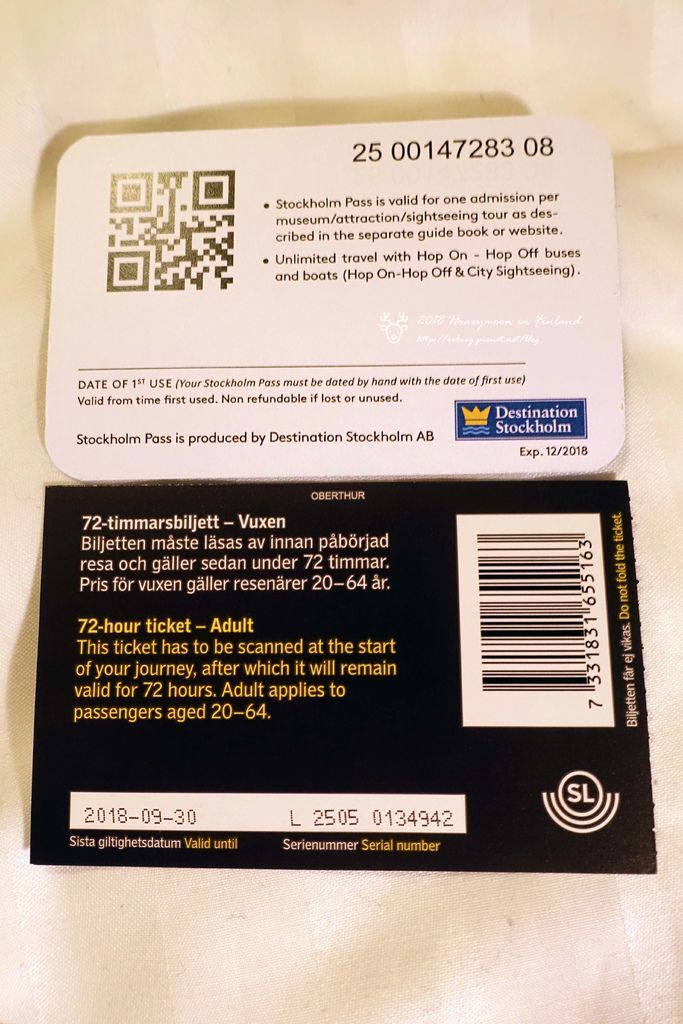 25 00147283 08
• Stockholm Pass is valid for one admission per
museum/attraction/sightseeing tour as des-
cribed in the separate guide book or website.
• Unlimited travel with Hop On - Hop Off buses
and boats (Hop On-Hop Off & City Sightseeing).
2018 Honeymoon in Finland
DATE OF 1ST USE (Your Stockholm Pass must be dated by hand with the date of first use)
Valid from time first used. Non refundable if lost or unused.
Stockholm Pass is produced by Destination Stockholm AB
Destination
Stockholm
Exp. 12/2018
OBERTHUR
72-timmarsbiljett – Vuxen
Biljetten måste läsas av innan påbörjad
resa och gäller sedan under 72 timmar.
Pris för vuxen gäller resenärer 20–64 år.
72-hour ticket – Adult
This ticket has to be scanned at the start
of your journey, after which it will remain
valid for 72 hours. Adult applies to
passengers aged 20–64.
7 331831 655163
Biljetten får ej vikas. Do not fold the ticket.
SL
2018-09-30 L 2505 0134942
Sista giltighetsdatum Valid until Serienummer Serial number